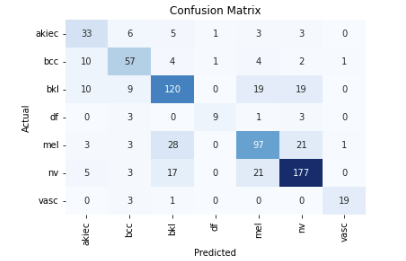 Confusion Matrix
akiec 33 6 5 1 3 3 0
bcc 10 57 4 1 4 2 1
bkl 10 9 120 0 19 19 0
df 0 3 0 9 1 3 0
mel 3 3 28 0 97 21 1
nv 5 3 17 0 21 177 0
vasc 0 3 1 0 0 0 19
Actual
akiec bcc bkl df mel nv vasc
Predicted